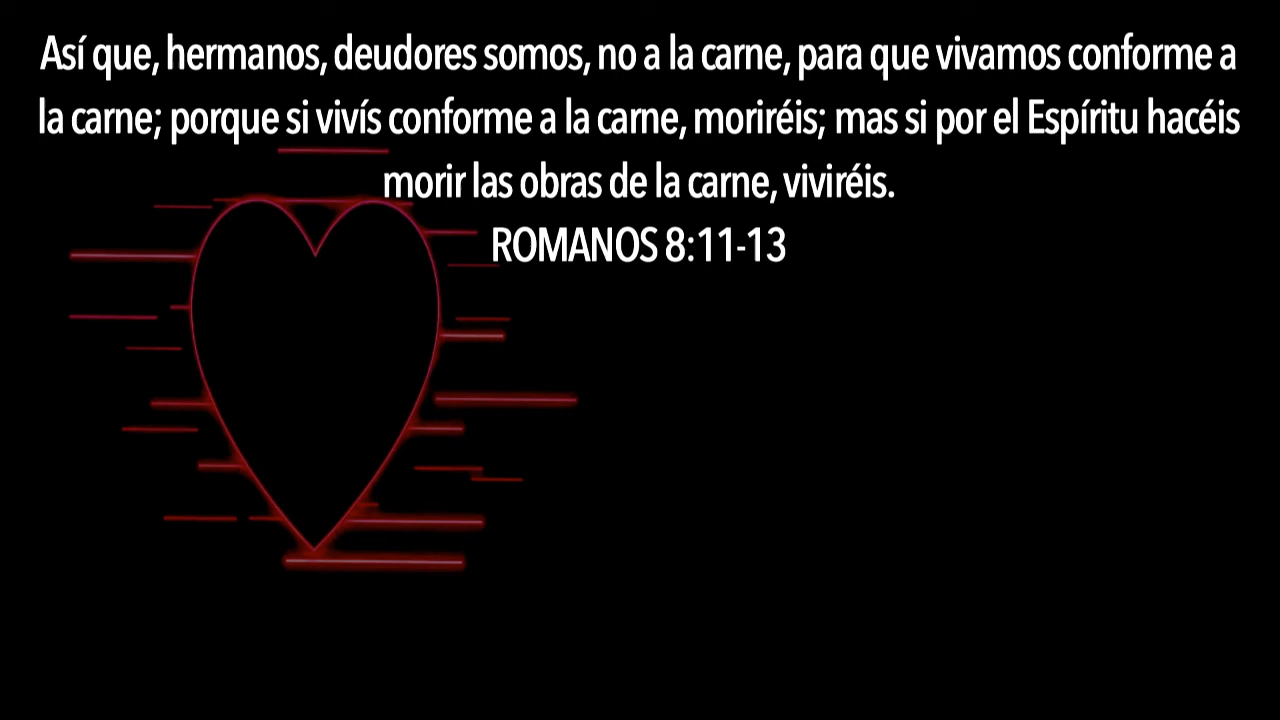 Así que, hermanos, deudores somos, no a la carne, para que vivamos conforme a
la carne; porque si vivís conforme a la carne, moriréis; mas si por el Espíritu hacéis
morir las obras de la carne, viviréis.
ROMANOS 8:11-13